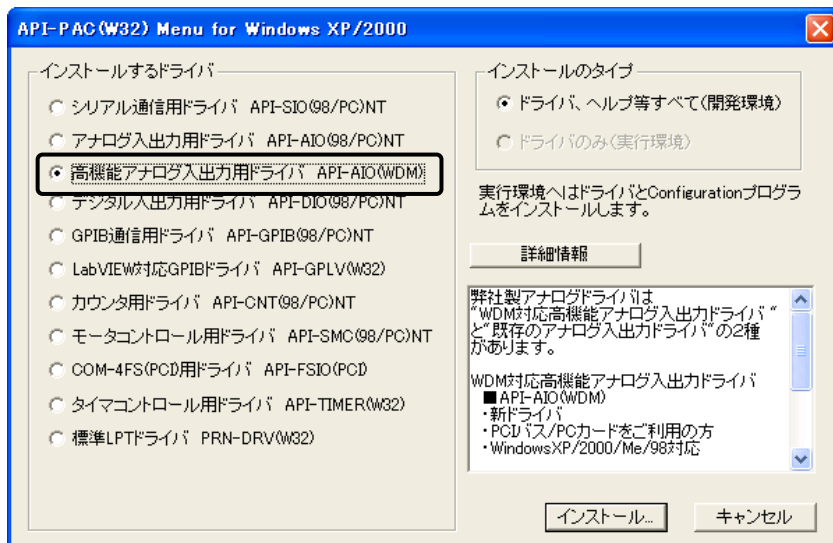 API-PAC(W32) Menu for Windows XP/2000
インストールするドライバ
シリアル通信用ドライバ API-SIO(98/PC)NT
アナログ入出力用ドライバ API-AIO(98/PC)NT
高機能アナログ入出力用ドライバ API-AIO(WDM)
デジタル入出力用ドライバ API-DIO(98/PC)NT
GPIB通信用ドライバ API-GPIB(98/PC)NT
LabVIEW対応GPIBドライバ API-GPLV(W32)
カウンタ用ドライバ API-CNT(98/PC)NT
モータコントロール用ドライバ API-SMC(98/PC)NT
COM-4FS(PCI)用ドライバ API-FSIO(PCI)
タイマコントロール用ドライバ API-TIMER(W32)
標準LPTドライバ PRN-DRV(W32)
インストールのタイプ
ドライバ、ヘルプ等すべて(開発環境)
ドライバのみ(実行環境)
実行環境へはドライバとConfigurationプログラ
ムをインストールします。
詳細情報
弊社製アナログドライバは
"WDM対応高機能アナログ入出力ドライバ "
と"既存のアナログ入出力ドライバ"の2種
があります。
WDM対応高機能アナログ入出力ドライバ
■API-AIO(WDM)
・新ドライバ
・PCIバス/PCカードをご利用の方
・WindowsXP/2000/Me/98対応
インストール...
キャンセル